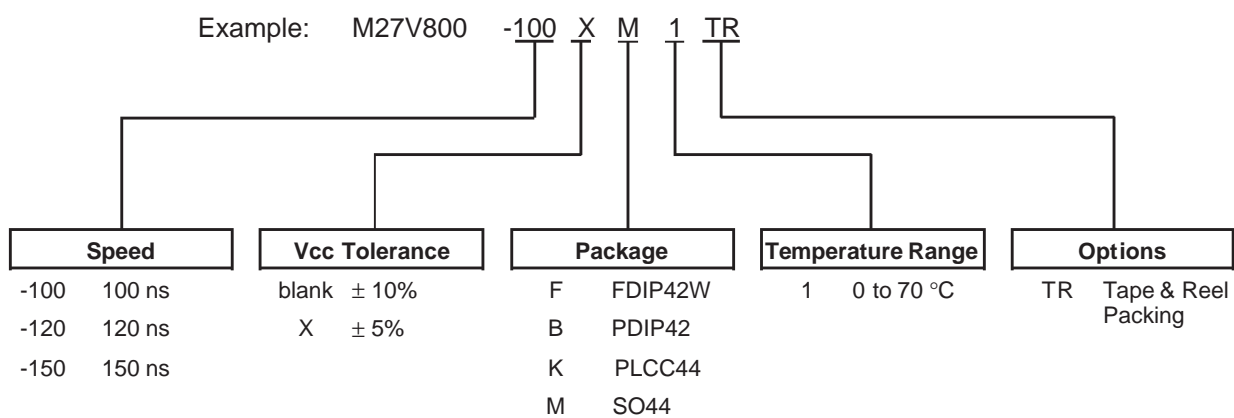 Example: M27V800 -100 X M 1 TR
Speed Vcc Tolerance Package Temperature Range Options
-100 100 ns blank ± 10% F FDIP42W 1 0 to 70 °C TR Tape & Reel
Packing
-120 120 ns X ± 5% B PDIP42
-150 150 ns K PLCC44
M SO44